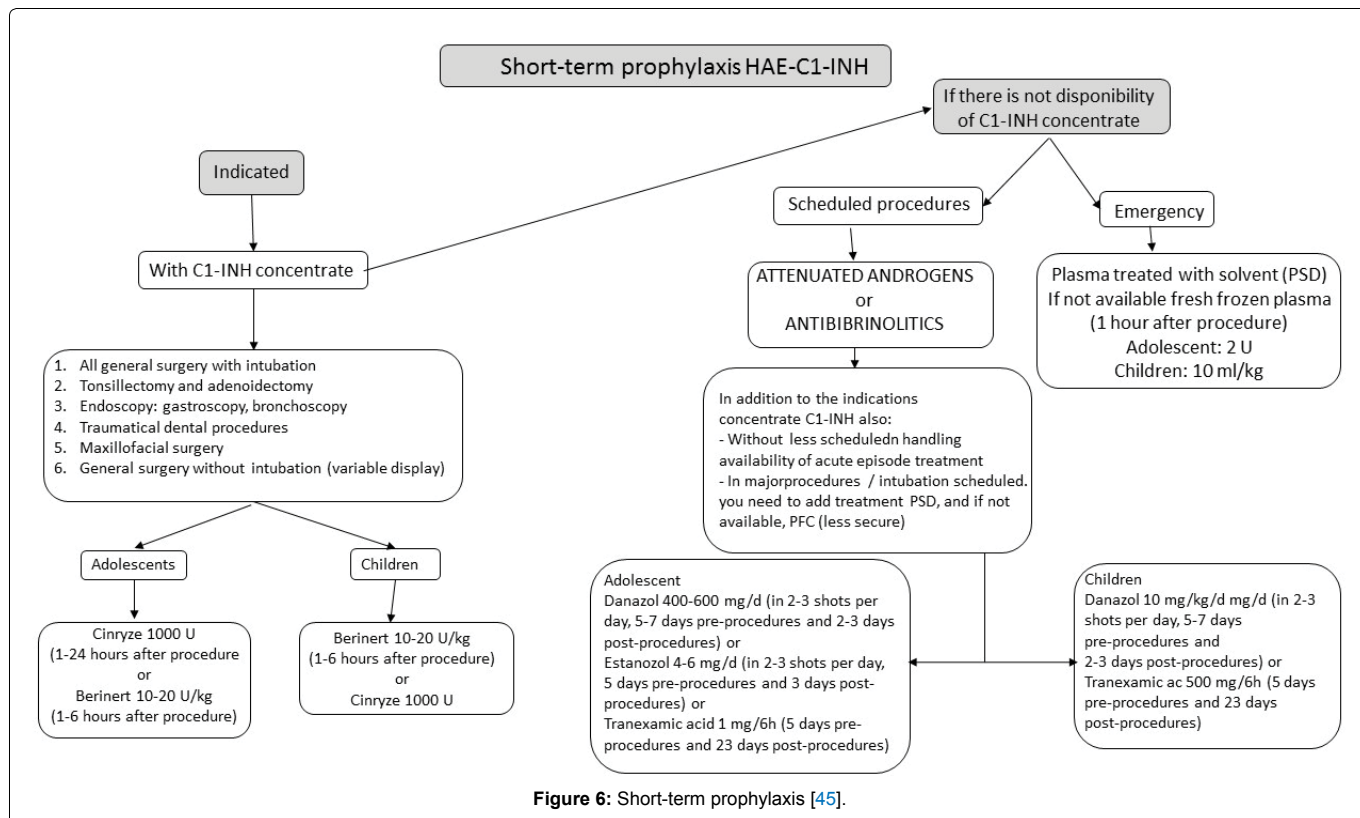 Short-term prophylaxis HAE-C1-INH
If there is not disponibility
of C1-INH concentrate
Indicated
Scheduled procedures
Emergency
With C1-INH concentrate
ATTENUATED ANDROGENS
or
ANTIBIBRINOLITICS
Plasma treated with solvent (PSD)
If not available fresh frozen plasma
(1 hour after procedure)
Adolescent: 2 U
Children: 10 ml/kg
1. All general surgery with intubation
2. Tonsillectomy and adenoidectomy
3. Endoscopy: gastroscopy, bronchoscopy
4. Traumatical dental procedures
5. Maxillofacial surgery
6. General surgery without intubation (variable display)
In addition to the indications
concentrate C1-INH also:
- Without less scheduledn handling
availability of acute episode treatment
- In majorprocedures / intubation scheduled.
you need to add treatment PSD, and if not
available, PFC (less secure)
Adolescents
Children
Cinryze 1000 U
(1-24 hours after procedure
or
Berinert 10-20 U/kg
(1-6 hours after procedure)
Berinert 10-20 U/kg
(1-6 hours after procedure)
or
Cinryze 1000 U
Adolescent
Danazol 400-600 mg/d (in 2-3 shots per
day, 5-7 days pre-procedures and 2-3 days
post-procedures) or
Estanozol 4-6 mg/d (in 2-3 shots per day,
5 days pre-procedures and 3 days post-
procedures) or
Tranexamic acid 1 mg/6h (5 days pre-
procedures and 23 days post-procedures)
Children
Danazol 10 mg/kg/d mg/d (in 2-3
shots per day, 5-7 days
pre-procedures and
2-3 days post-procedures) or
Tranexamic ac 500 mg/6h (5 days
pre-procedures and 23 days
post-procedures)
Figure 6: Short-term prophylaxis [45].